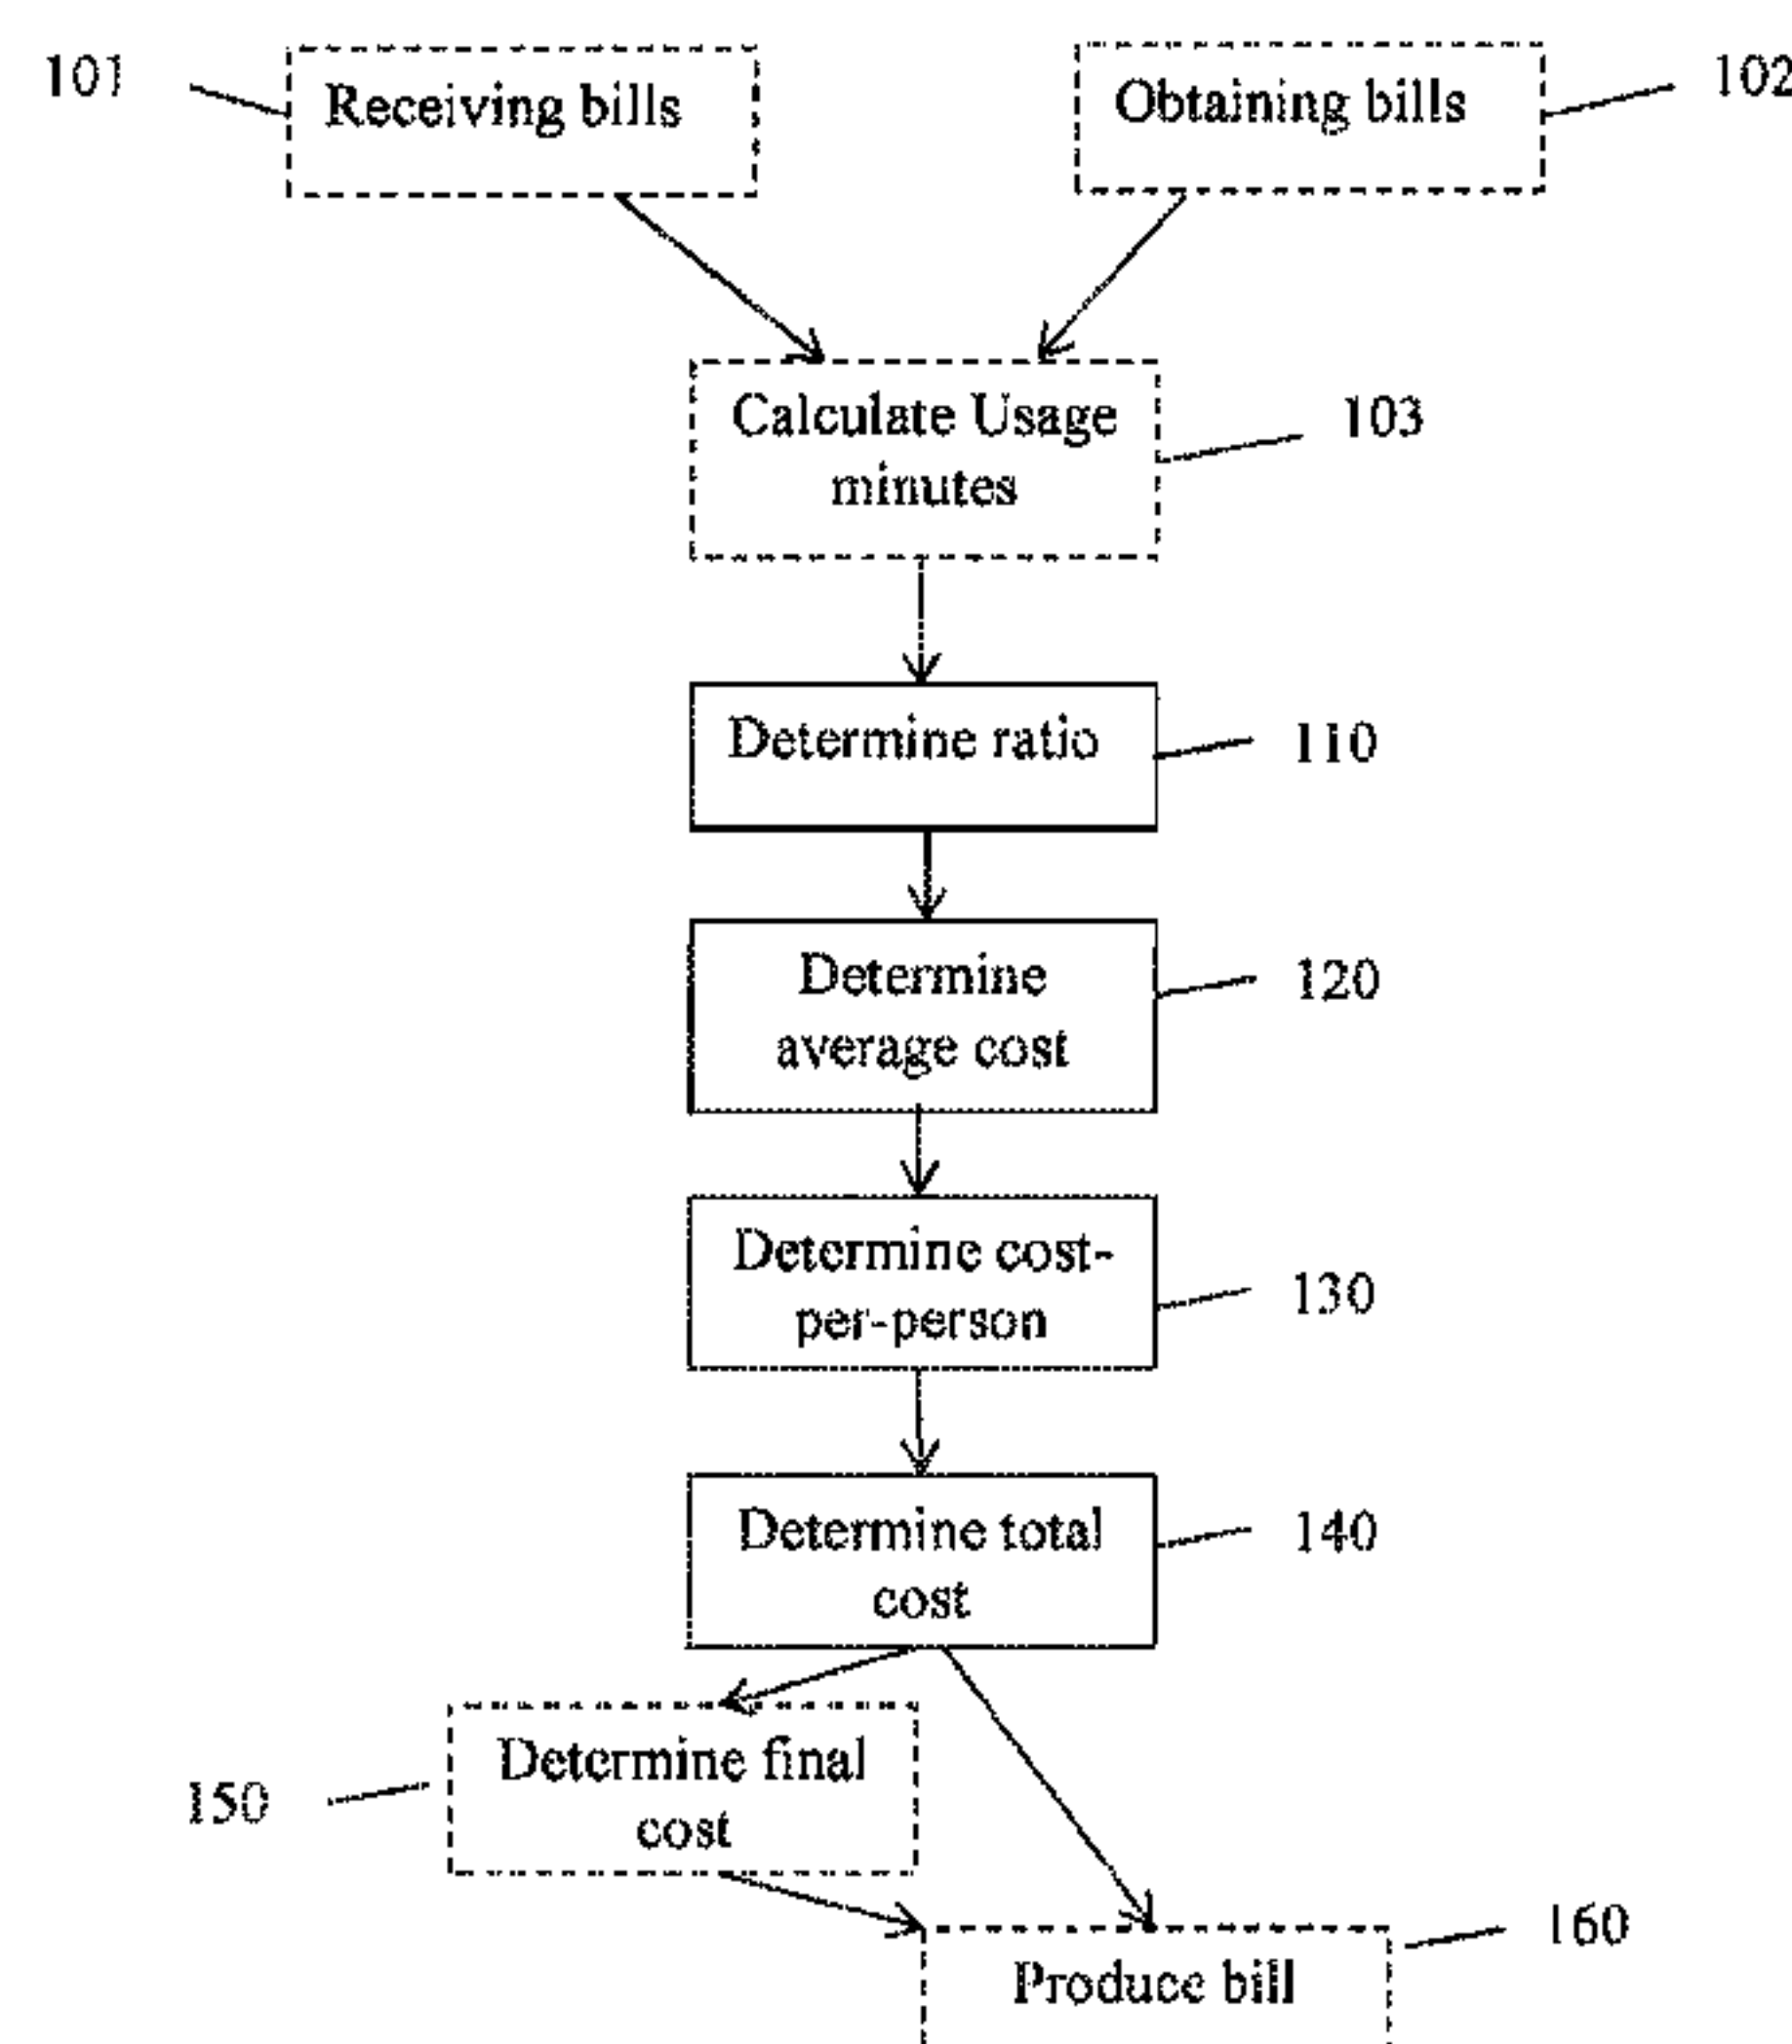 101
Receiving bills
Obtaining bills
102
Calculate Usage
minutes
103
Determine ratio
110
Determine
average cost
120
Determine cost-
per-person
130
Determine total
cost
140
Determine final
cost
150
160
Produce bill